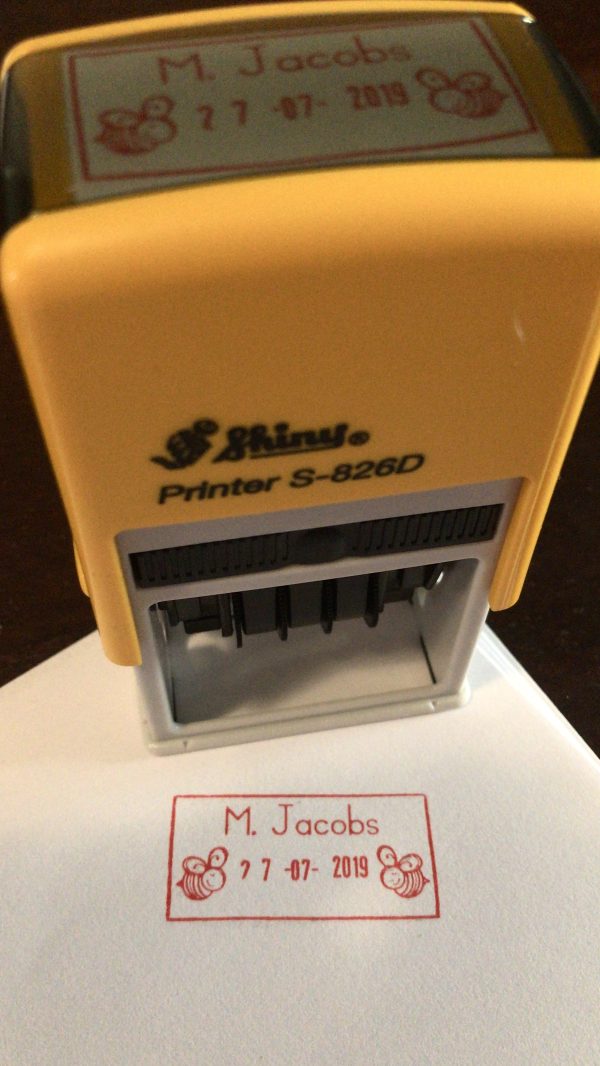 M. Jacobs
2 7 -07- 2019
Shiny®
Printer S-826D
M. Jacobs
2 7 -07- 2019